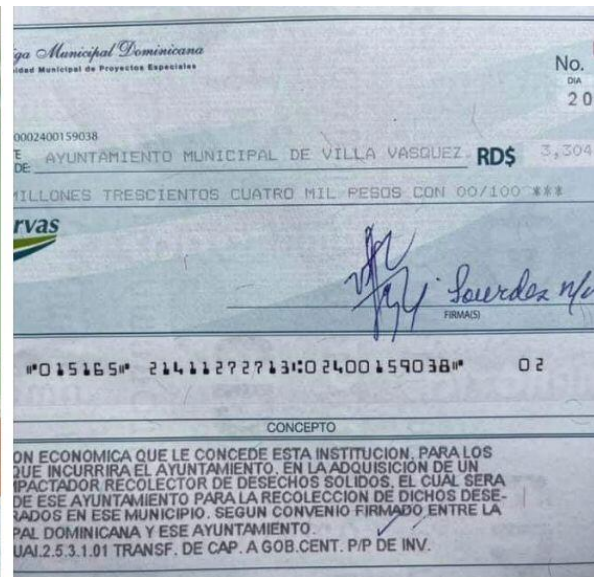 ga Municipal Dominicana
idad Municipal de Proyectos Especiales
No.
DIA
20
0002400159038
E
DE: AYUNTAMIENTO MUNICIPAL DE VILLA VASQUEZ RD$ 3,304
MILLONES TRESCIENTOS CUATRO MIL PESOS CON 00/100 ***
rvas
Lourdes
FIRMA(S)
⑈015165⑈ 214112727131⑆02400159038⑈ 02
CONCEPTO
ON ECONOMICA QUE LE CONCEDE ESTA INSTITUCION, PARA LOS
QUE INCURRIRA EL AYUNTAMIENTO, EN LA ADQUISICIÓN DE UN
MPACTADOR RECOLECTOR DE DESECHOS SOLIDOS, EL CUAL SERA
DE ESE AYUNTAMIENTO PARA LA RECOLECCION DE DICHOS DESE-
RADOS EN ESE MUNICIPIO. SEGUN CONVENIO FIRMADO ENTRE LA
PAL DOMINICANA Y ESE AYUNTAMIENTO.
UAI.2.5.3.1.01 TRANSF. DE CAP. A GOB.CENT. P/P DE INV.